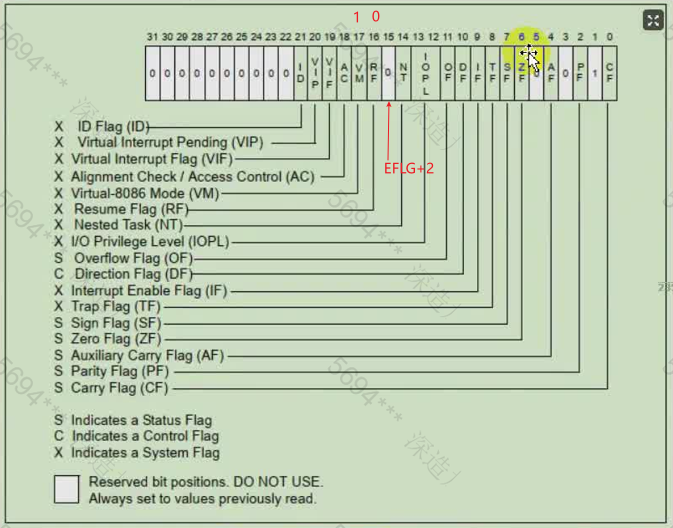 1 0
31 30 29 28 27 26 25 24 23 22 21 20 19 18 17 16 15 14 13 12 11 10 9 8 7 6 5 4 3 2 1 0
0 0 0 0 0 0 0 0 0 0 ID VIP VIF AC VM RF 0 NT IOPL OF DF IF TF SF ZF 0 AF 0 PF 1 CF
X ID Flag (ID)
X Virtual Interrupt Pending (VIP)
X Virtual Interrupt Flag (VIF)
EFLG+2
X Alignment Check / Access Control (AC)
X Virtual-8086 Mode (VM)
X Resume Flag (RF)
X Nested Task (NT)
X I/O Privilege Level (IOPL)
S Overflow Flag (OF)
C Direction Flag (DF)
X Interrupt Enable Flag (IF)
X Trap Flag (TF)
S Sign Flag (SF)
S Zero Flag (ZF)
S Auxiliary Carry Flag (AF)
S Parity Flag (PF)
S Carry Flag (CF)
S Indicates a Status Flag
C Indicates a Control Flag
X Indicates a System Flag
Reserved bit positions. DO NOT USE.
Always set to values previously read.